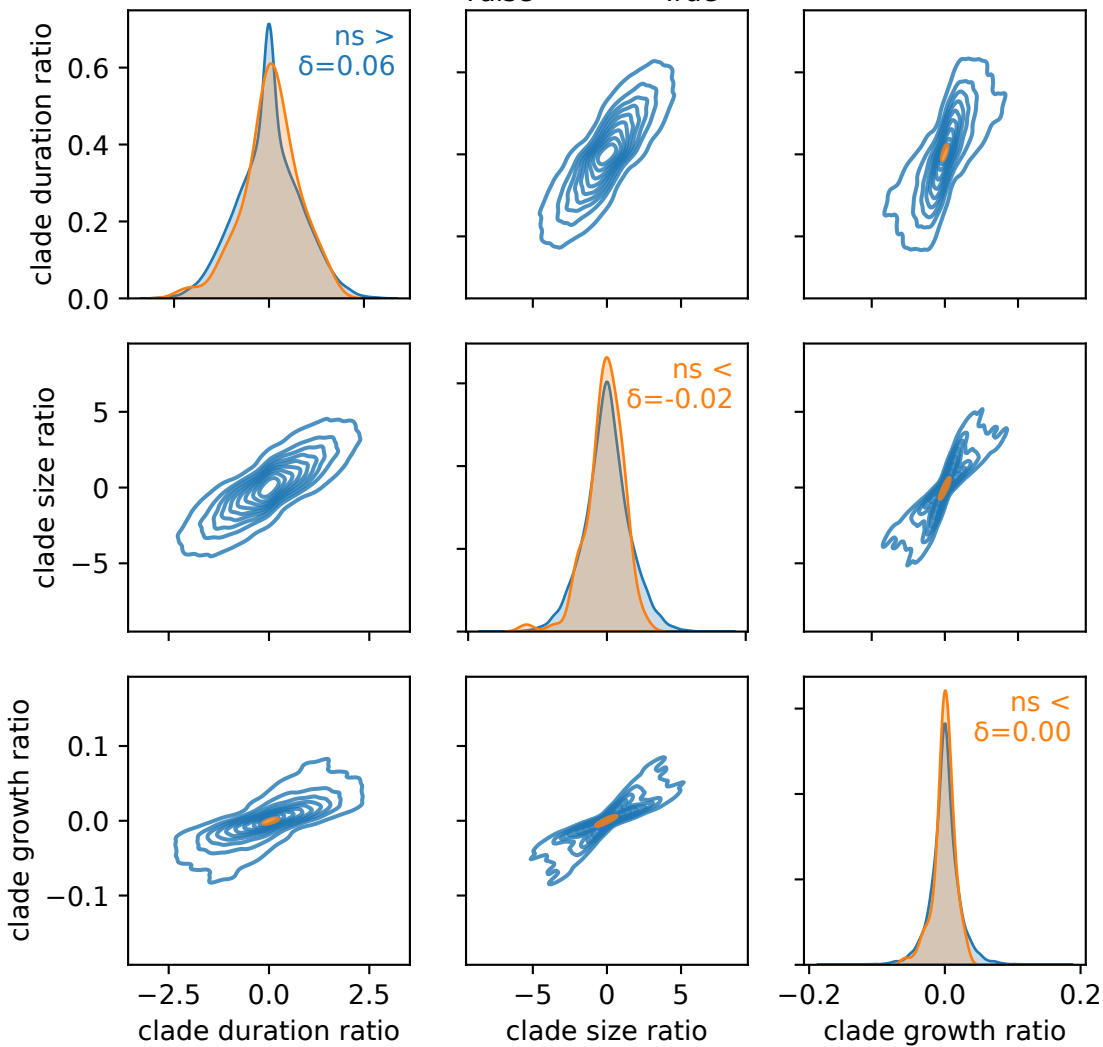 clade duration ratio
0.6
0.4
0.2
0.0
ns >
δ=0.06
−5
0
5
clade size ratio
5
0
−5
ns <
δ=-0.02
clade growth ratio
0.1
0.0
−0.1
ns <
δ=0.00
−2.5
0.0
2.5
−5
0
5
−0.2
0.0
0.2
clade duration ratio
clade size ratio
clade growth ratio